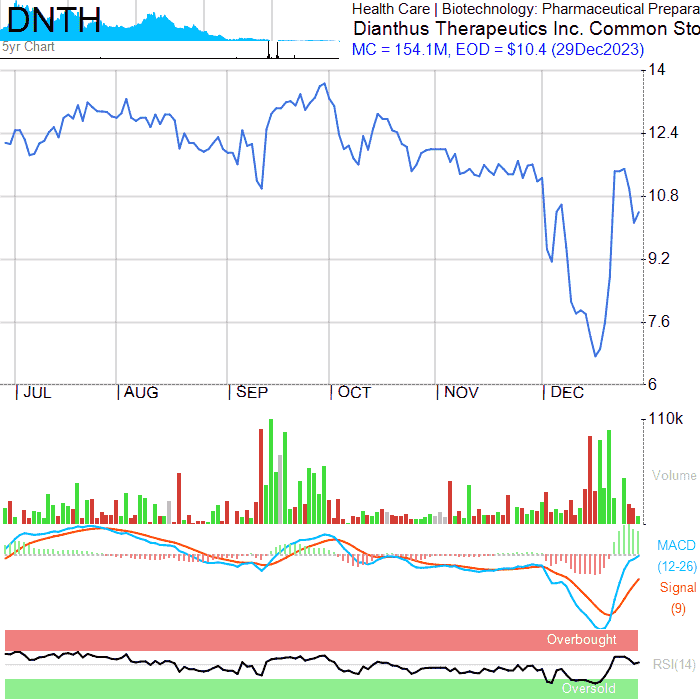 DNTH
5yr Chart
Health Care | Biotechnology: Pharmaceutical Prepara
Dianthus Therapeutics Inc. Common Sto
MC = 154.1M, EOD = $10.4 (29Dec2023)
14
12.4
10.8
9.2
7.6
6
JUL AUG SEP OCT NOV DEC
110k
Volume
MACD
(12-26)
Signal
(9)
Overbought
RSI(14)
Oversold